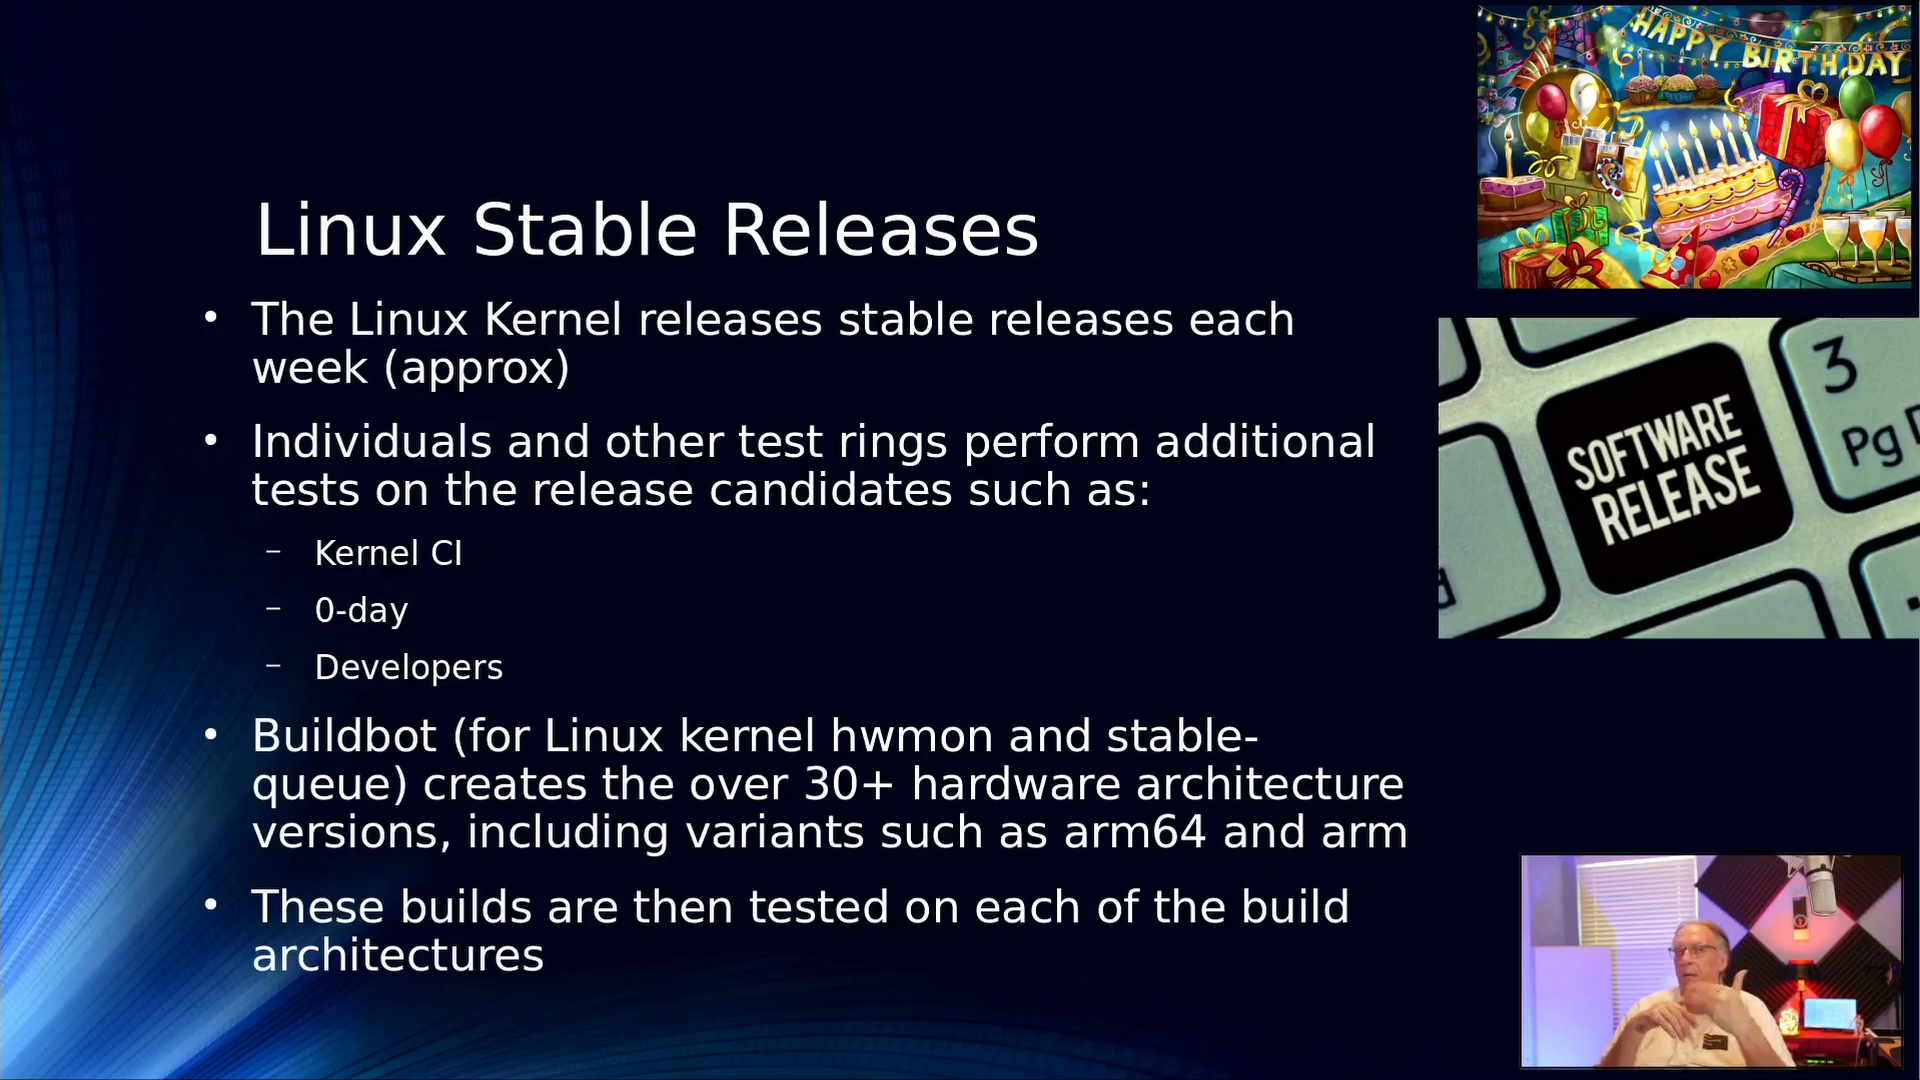 HAPPY BIRTHDAY
Linux Stable Releases
• The Linux Kernel releases stable releases each
week (approx)
• Individuals and other test rings perform additional
tests on the release candidates such as:
– Kernel CI
– 0-day
– Developers
• Buildbot (for Linux kernel hwmon and stable-
queue) creates the over 30+ hardware architecture
versions, including variants such as arm64 and arm
• These builds are then tested on each of the build
architectures
SOFTWARE
RELEASE
3
Pg